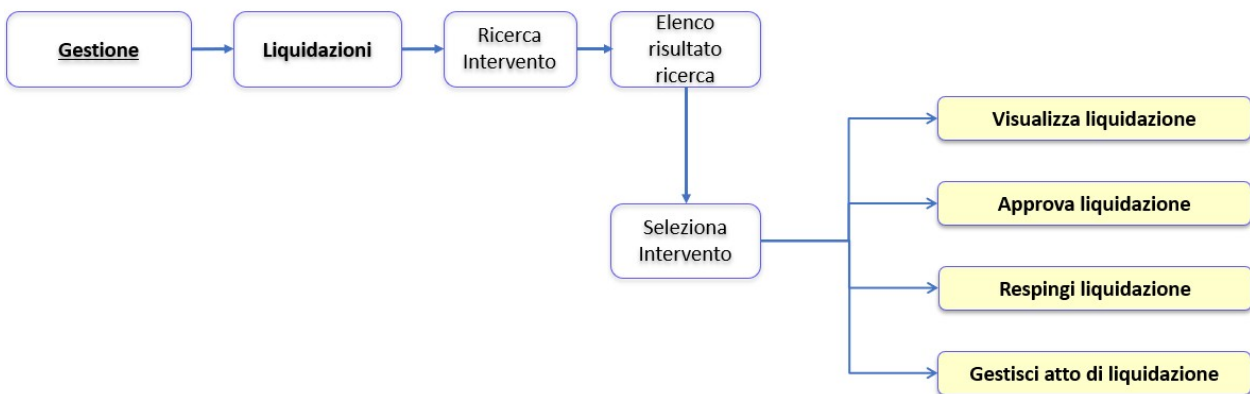 Gestione
Liquidazioni
Ricerca
Intervento
Elenco
risultato
ricerca
Visualizza liquidazione
Approva liquidazione
Seleziona
Intervento
Respingi liquidazione
Gestisci atto di liquidazione